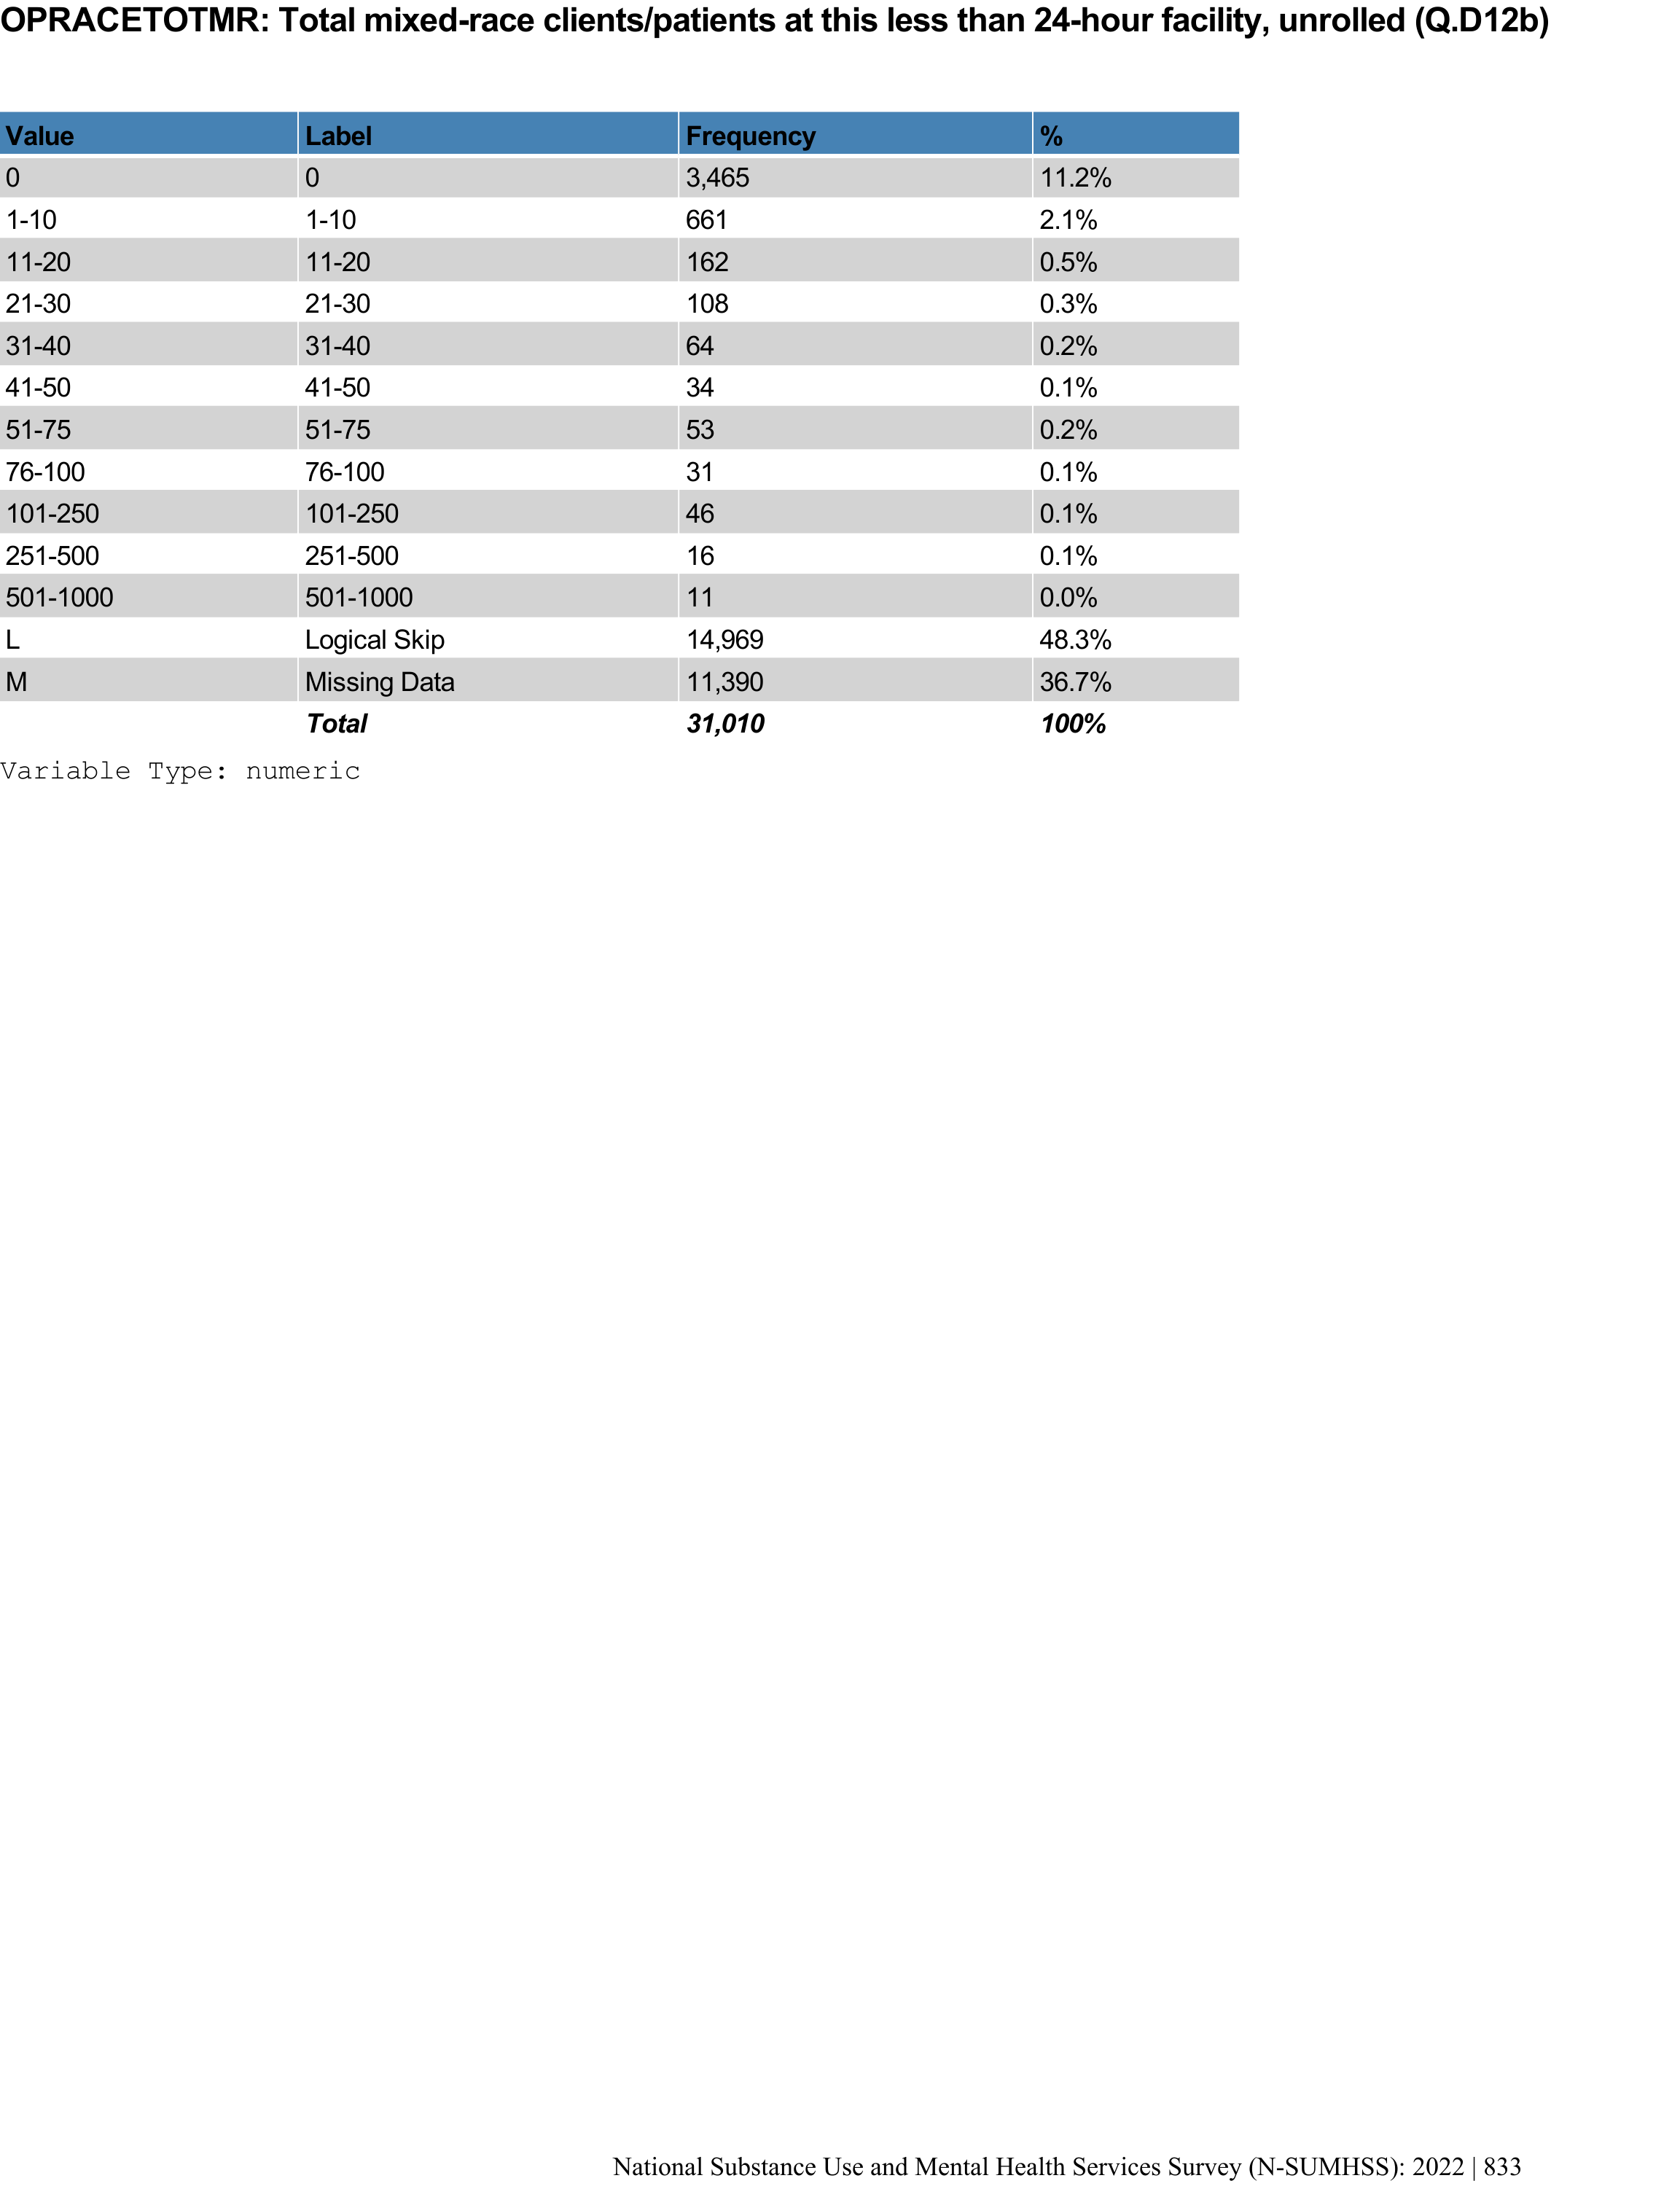 OPRACETOTMR: Total mixed-race clients/patients at this less than 24-hour facility, unrolled (Q.D12b)
Value Label Frequency %
0 0 3,465 11.2%
1-10 1-10 661 2.1%
11-20 11-20 162 0.5%
21-30 21-30 108 0.3%
31-40 31-40 64 0.2%
41-50 41-50 34 0.1%
51-75 51-75 53 0.2%
76-100 76-100 31 0.1%
101-250 101-250 46 0.1%
251-500 251-500 16 0.1%
501-1000 501-1000 11 0.0%
L Logical Skip 14,969 48.3%
M Missing Data 11,390 36.7%
Total 31,010 100%
Variable Type: numeric
National Substance Use and Mental Health Services Survey (N-SUMHSS): 2022 | 833